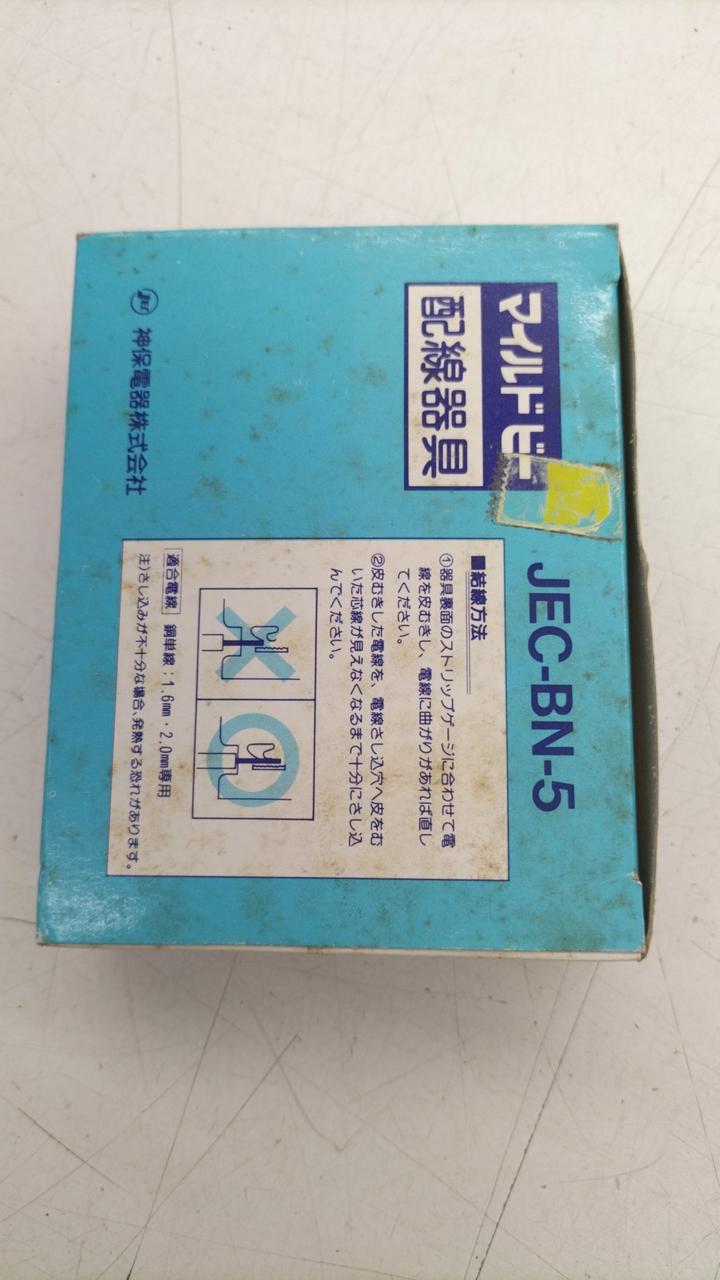 マイルドビー
配線器具
JEC-BN-5
■結線方法
①器具裏面のストリップゲージに合わせて電
線を皮むきし、電線に曲がりがあれば直し
てください。
②皮むきした電線を、電線さし込穴へ皮をむ
いた芯線が見えなくなるまで十分にさし込
んでください。
適合電線 銅単線：1.6mm・2.0mm専用
注)さし込みが不十分な場合、発熱する恐れがあります。
神保電器株式会社